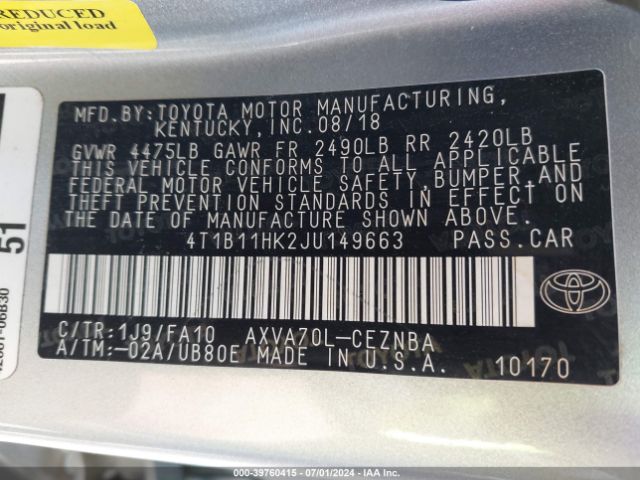 REDUCED
original load
MFD.BY:TOYOTA MOTOR MANUFACTURING,
KENTUCKY,INC.08/18
GVWR 4475LB GAWR FR 2490LB RR 2420LB
THIS VEHICLE CONFORMS TO ALL APPLICABLE
FEDERAL MOTOR VEHICLE SAFETY,BUMPER,AND
THEFT PREVENTION STANDARDS IN EFFECT ON
THE DATE OF MANUFACTURE SHOWN ABOVE.
4T1B11HK2JU149663 PASS.CAR
C/TR:1J9/FA10 AXVA70L-CEZNBA
A/TM:-02A/UB80E MADE IN U.S.A.
10170
51
000-39760415 - 07/01/2024 - IAA Inc.